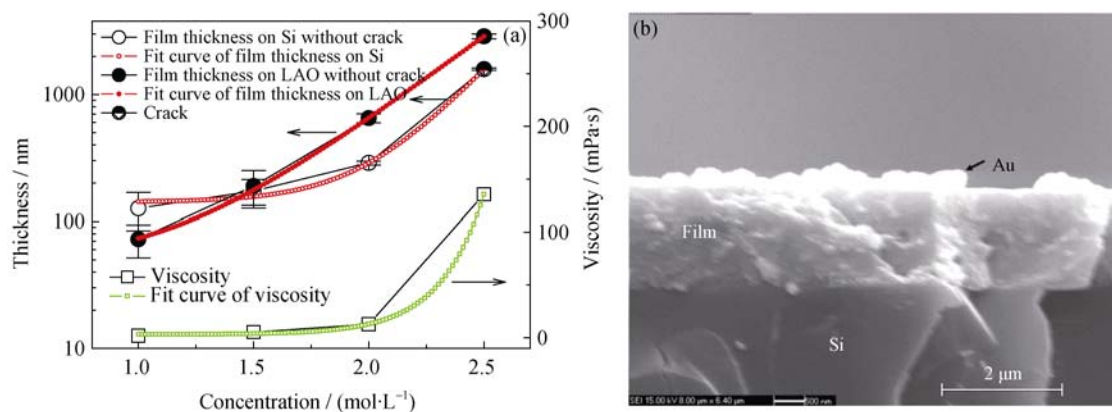 (a)
Film thickness on Si without crack
Fit curve of film thickness on Si
Film thickness on LAO without crack
Fit curve of film thickness on LAO
Crack
Viscosity
Fit curve of viscosity
Thickness / nm
1000
100
10
1.0 1.5 2.0 2.5
Concentration / (mol·L⁻¹)
300
200
100
0
Viscosity / (mPa·s)
(b)
Au
Film
Si
2 μm
SEI 15.00 kV 8.00 μm x 6.40 μm
500 nm